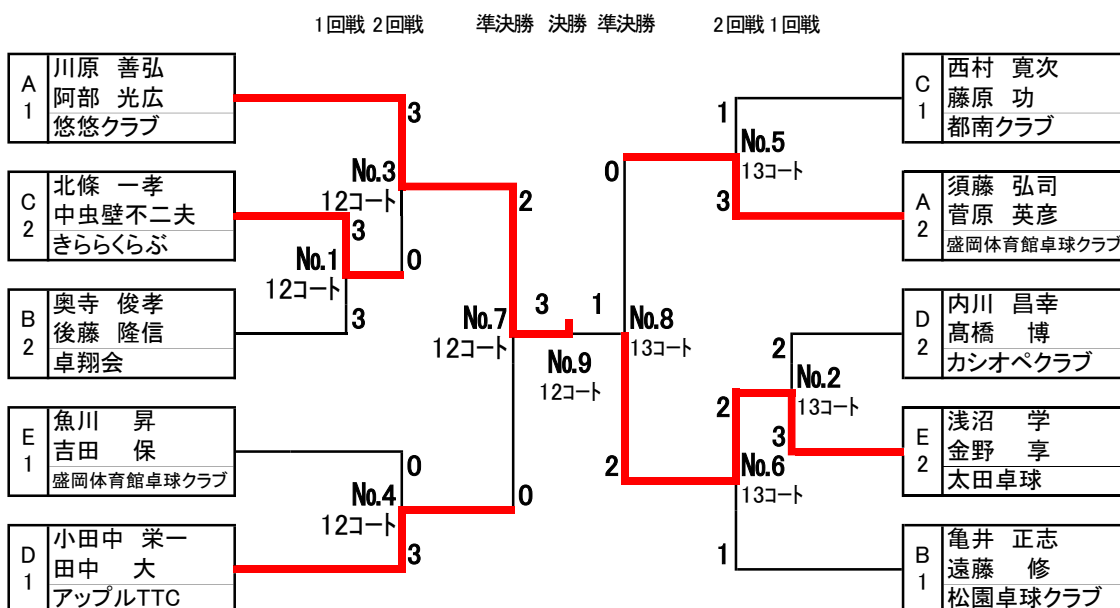 1回戦 2回戦 準決勝 決勝 準決勝 2回戦 1回戦
A
1
川原 善弘
阿部 光広
悠悠クラブ
C
2
北條 一孝
中虫壁不二夫
きららくらぶ
B
2
奥寺 俊孝
後藤 隆信
卓翔会
E
1
魚川 昇
吉田 保
盛岡体育館卓球クラブ
D
1
小田中 栄一
田中 大
アップルTTC
3
No.3
12コート
3
No.1
12コート
0
3
0
No.4
12コート
3
2
No.7
12コート
0
3
1
No.9
12コート
0
No.8
13コート
2
1
No.5
13コート
3
2
No.2
13コート
2
3
No.6
13コート
1
C
1
西村 寛次
藤原 功
都南クラブ
A
2
須藤 弘司
菅原 英彦
盛岡体育館卓球クラブ
D
2
内川 昌幸
髙橋 博
カシオペクラブ
E
2
浅沼 学
金野 享
太田卓球
B
1
亀井 正志
遠藤 修
松園卓球クラブ